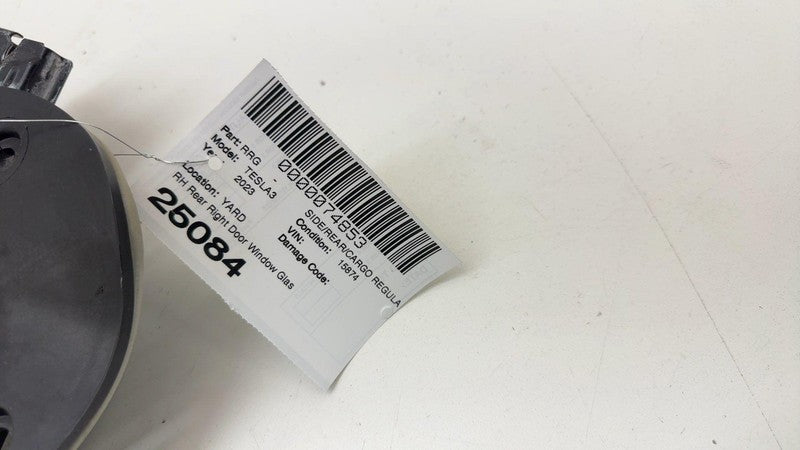 0000074853
Part: RRG - SIDE/REAR/CARGO REGULA
Model: TESLA3 Condition: 15874
Year: 2023 VIN:
Damage Code:
Location: YARD
RH Rear Right Door Window Glas
25084